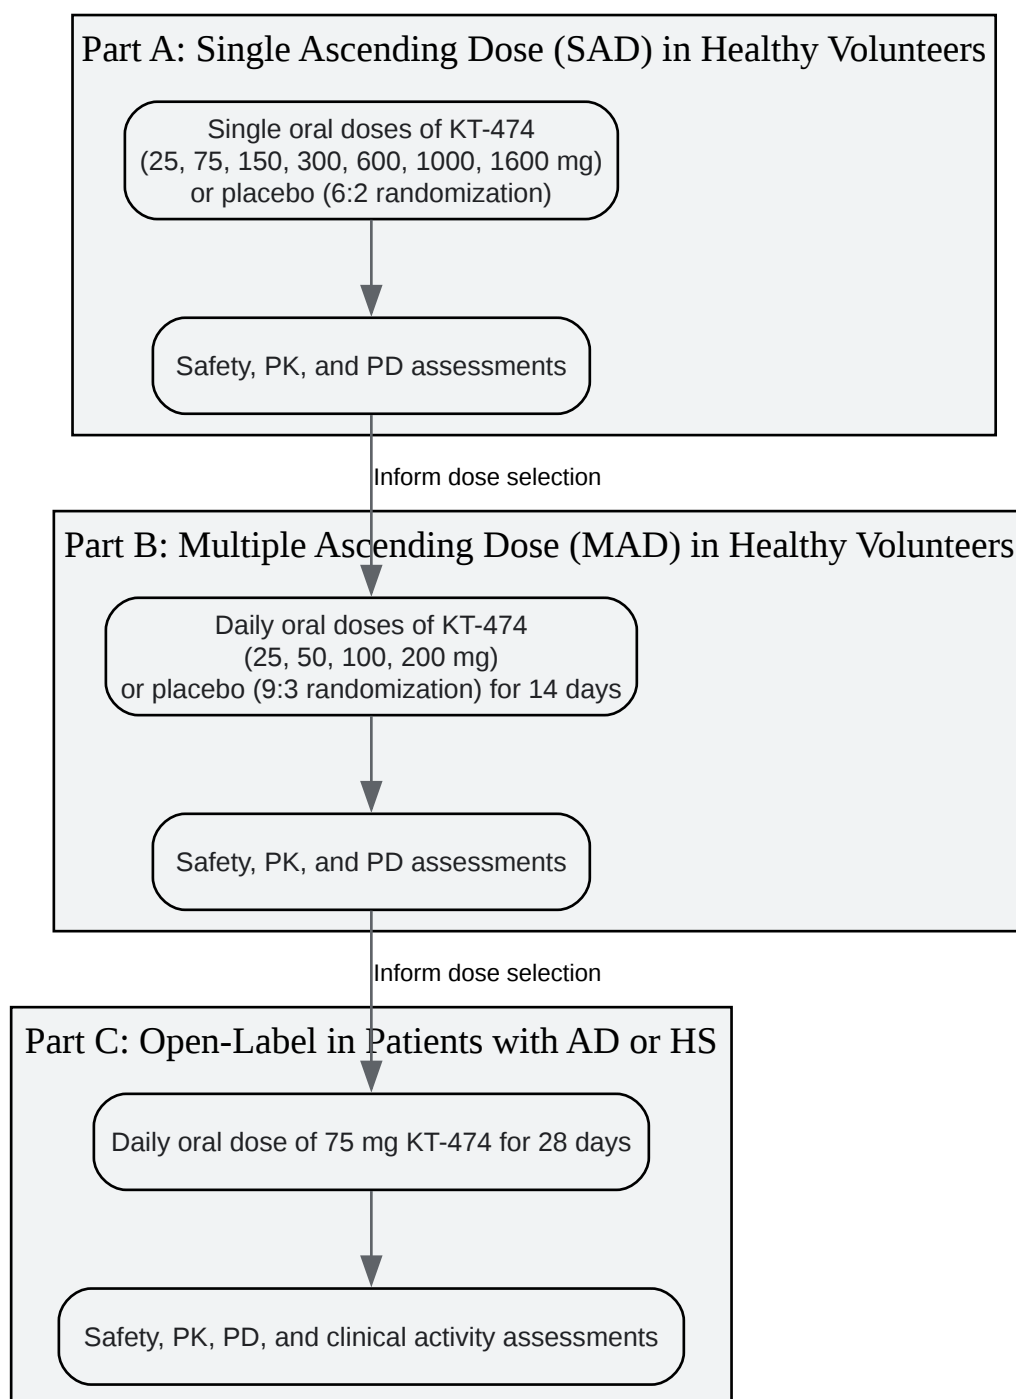 Part A: Single Ascending Dose (SAD) in Healthy Volunteers
Single oral doses of KT-474
(25, 75, 150, 300, 600, 1000, 1600 mg)
or placebo (6:2 randomization)
Safety, PK, and PD assessments
Inform dose selection
Part B: Multiple Ascending Dose (MAD) in Healthy Volunteers
Daily oral doses of KT-474
(25, 50, 100, 200 mg)
or placebo (9:3 randomization) for 14 days
Safety, PK, and PD assessments
Inform dose selection
Part C: Open-Label in Patients with AD or HS
Daily oral dose of 75 mg KT-474 for 28 days
Safety, PK, PD, and clinical activity assessments